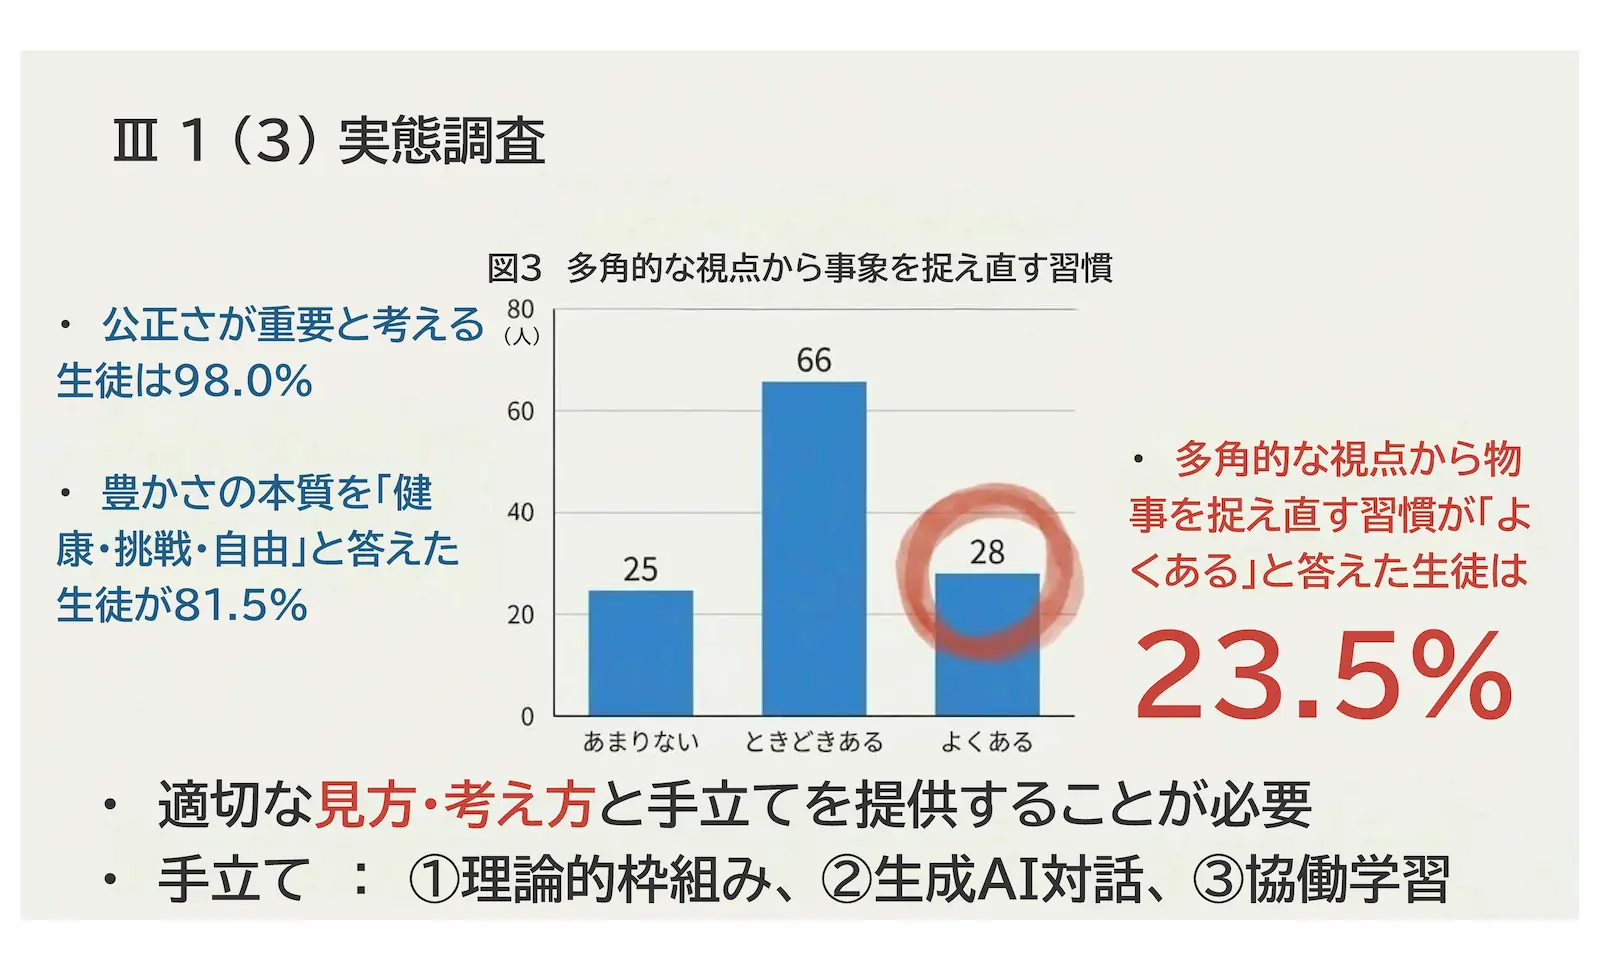 Ⅲ 1（3）実態調査
図3 多角的な視点から事象を捉え直す習慣
・ 公正さが重要と考える
生徒は98.0%
・ 豊かさの本質を「健
康・挑戦・自由」と答えた
生徒が81.5%
80
（人）
60
40
20
0
25
66
28
あまりない ときどきある よくある
・ 多角的な視点から物
事を捉え直す習慣が「よ
くある」と答えた生徒は
23.5%
・ 適切な見方・考え方と手立てを提供することが必要
・ 手立て ： ①理論的枠組み、②生成AI対話、③協働学習